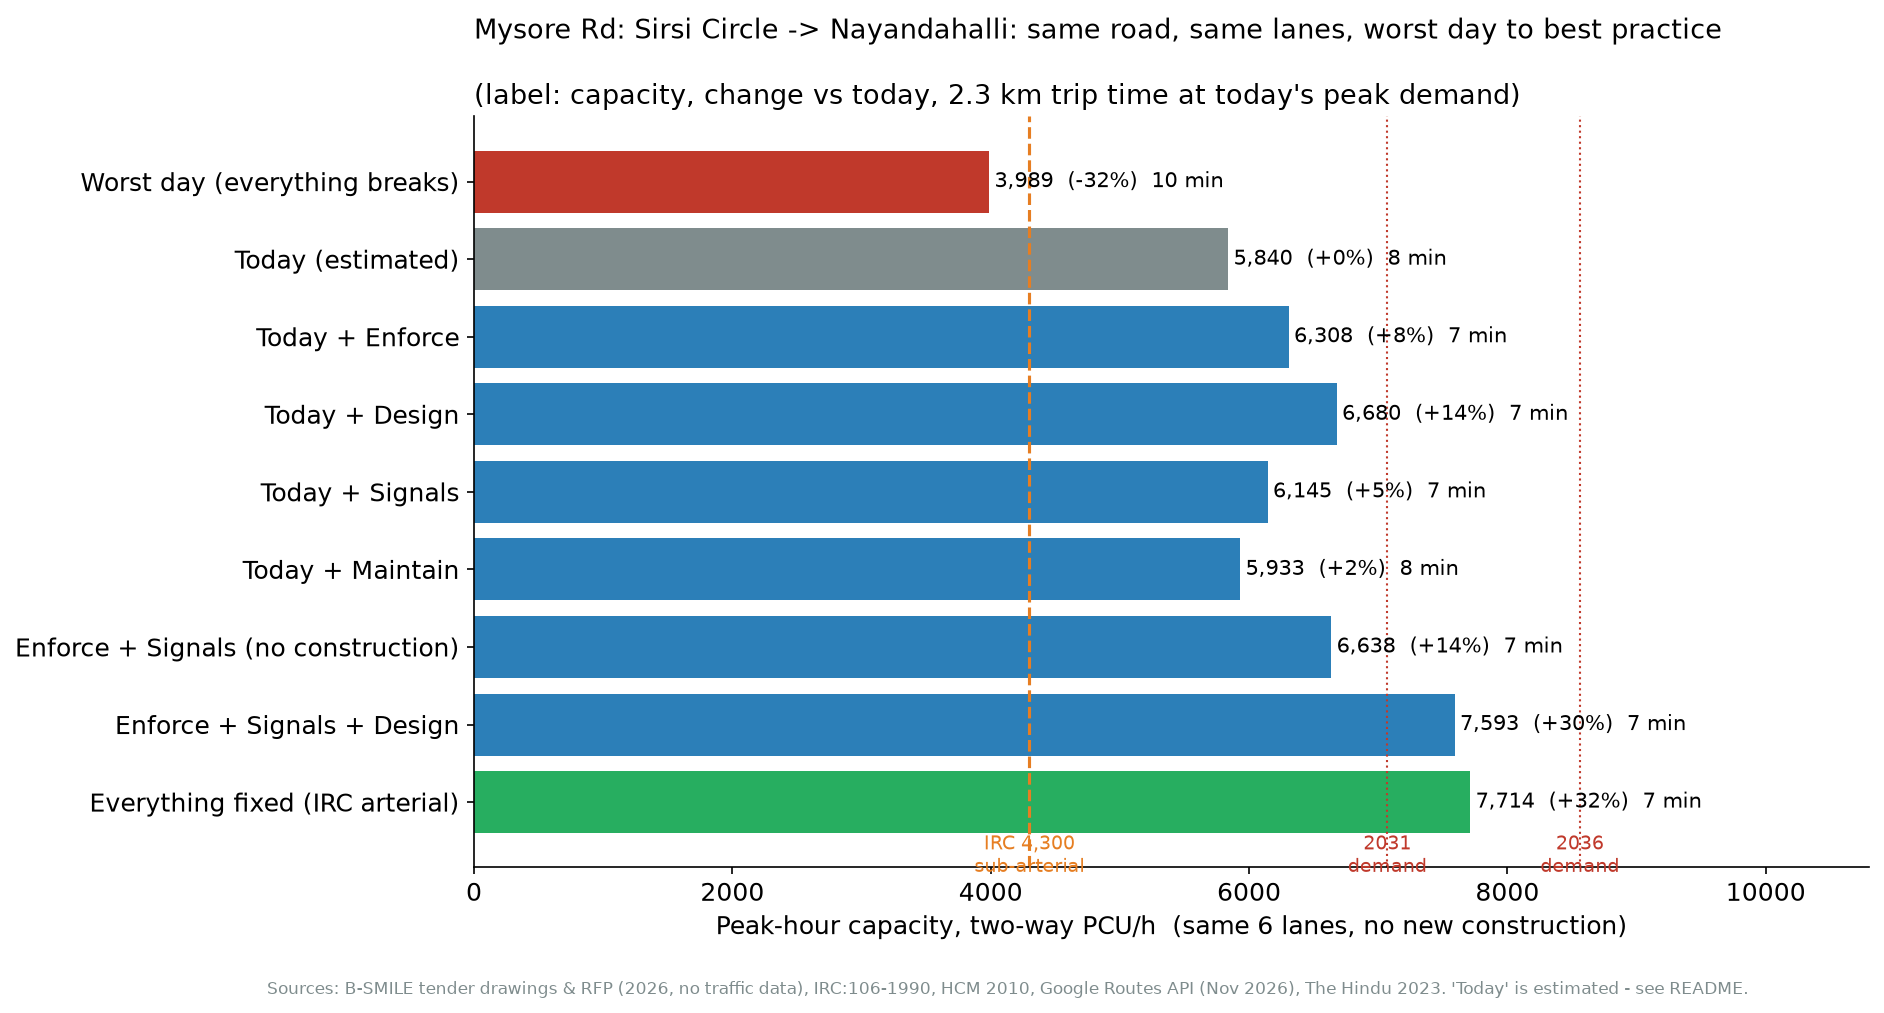 Mysore Rd: Sirsi Circle -> Nayandahalli: same road, same lanes, worst day to best practice
(label: capacity, change vs today, 2.3 km trip time at today's peak demand)
Worst day (everything breaks)
3,989 (-32%) 10 min
Today (estimated)
5,840 (+0%) 8 min
Today + Enforce
6,308 (+8%) 7 min
Today + Design
6,680 (+14%) 7 min
Today + Signals
6,145 (+5%) 7 min
Today + Maintain
5,933 (+2%) 8 min
Enforce + Signals (no construction)
6,638 (+14%) 7 min
Enforce + Signals + Design
7,593 (+30%) 7 min
Everything fixed (IRC arterial)
7,714 (+32%) 7 min
IRC 4,300
sub-arterial
2031
demand
2036
demand
0 2000 4000 6000 8000 10000
Peak-hour capacity, two-way PCU/h (same 6 lanes, no new construction)
Sources: B-SMILE tender drawings & RFP (2026, no traffic data), IRC:106-1990, HCM 2010, Google Routes API (Nov 2026), The Hindu 2023. 'Today' is estimated - see README.